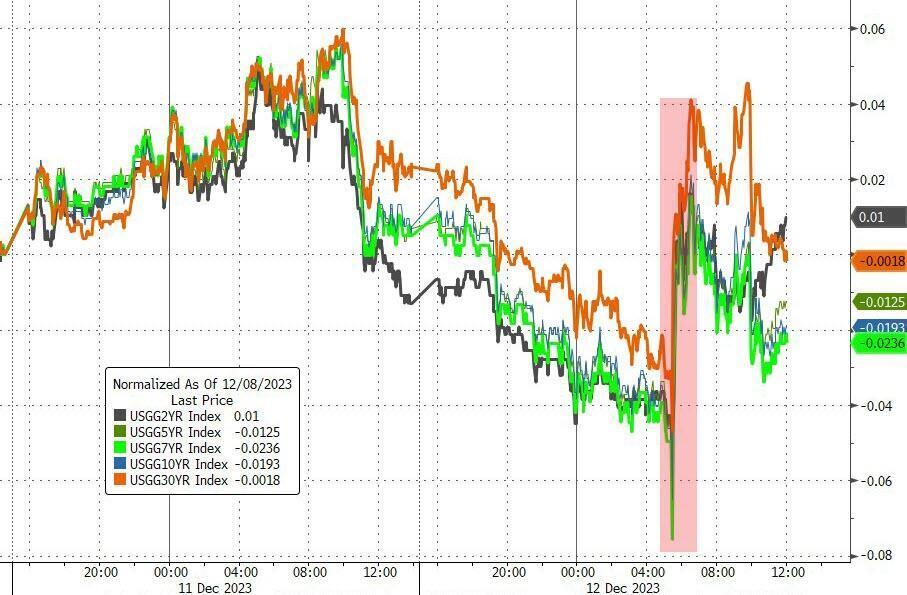 0.06
0.04
0.02
0.01
-0.0018
-0.0125
-0.0193
-0.0236
-0.04
-0.06
-0.08
Normalized As Of 12/08/2023
Last Price
USGG2YR Index 0.01
USGG5YR Index -0.0125
USGG7YR Index -0.0236
USGG10YR Index -0.0193
USGG30YR Index -0.0018
20:00 00:00 04:00 08:00 12:00 20:00 00:00 04:00 08:00 12:00
11 Dec 2023 12 Dec 2023